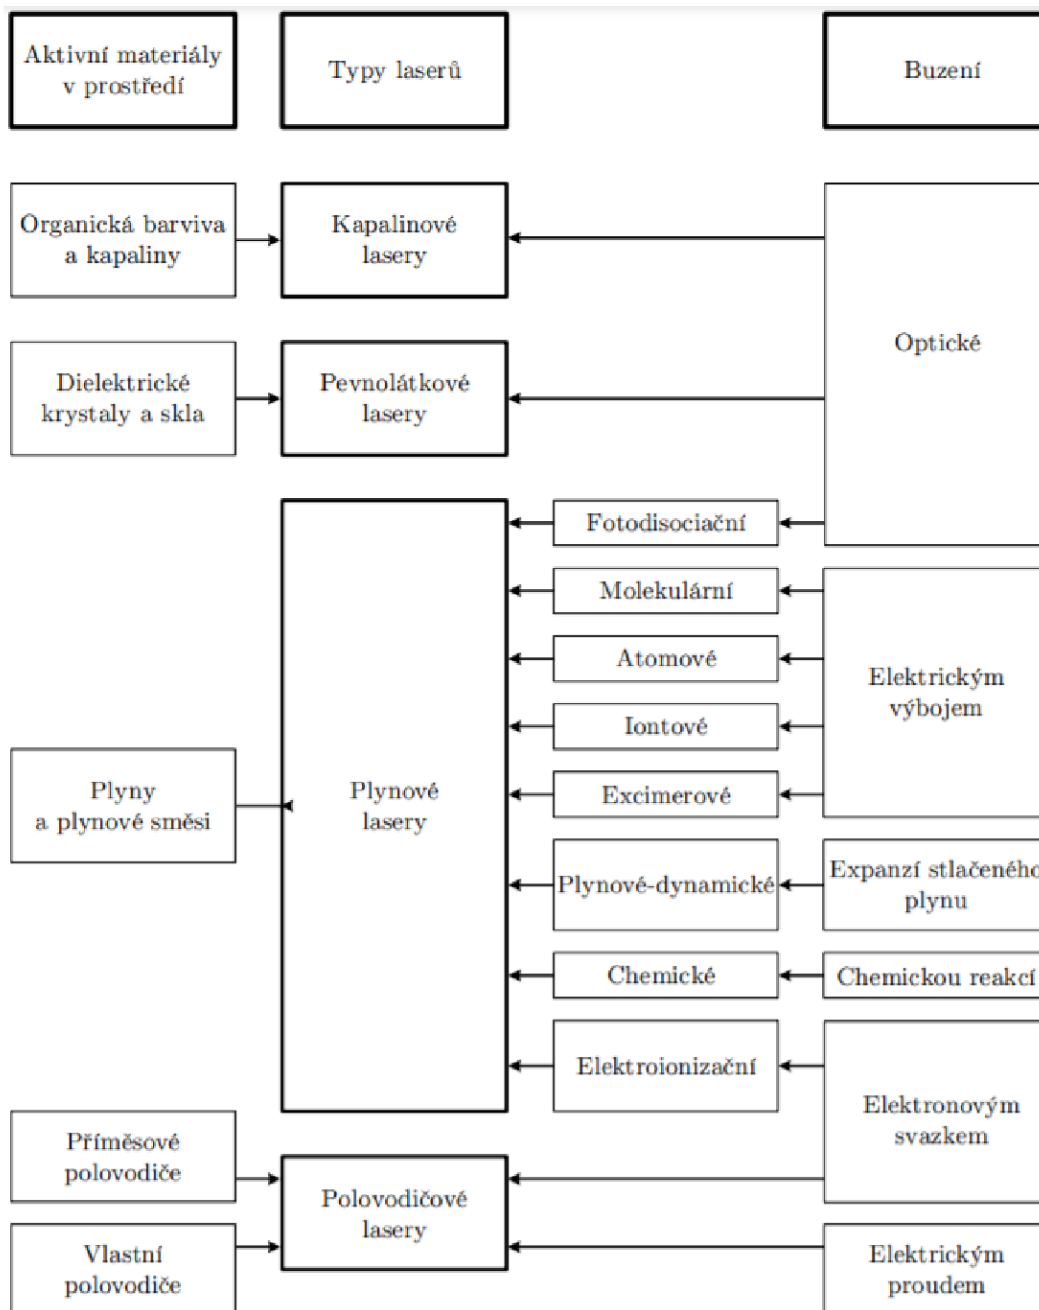 Aktivní materiály
v prostředí
Typy laserů
Buzení
Organická barviva
a kapaliny
Kapalinové
lasery
Optické
Dielektrické
krystaly a skla
Pevnolátkové
lasery
Fotodisociační
Molekulární
Atomové
Iontové
Excimerové
Elektrickým
výbojem
Plyny
a plynové směsi
Plynové
lasery
Plynové-dynamické
Expanzí stlačeného
plynu
Chemické
Chemickou reakcí
Elektroionizační
Elektronovým
svazkem
Příměsové
polovodiče
Polovodičové
lasery
Vlastní
polovodiče
Elektrickým
proudem